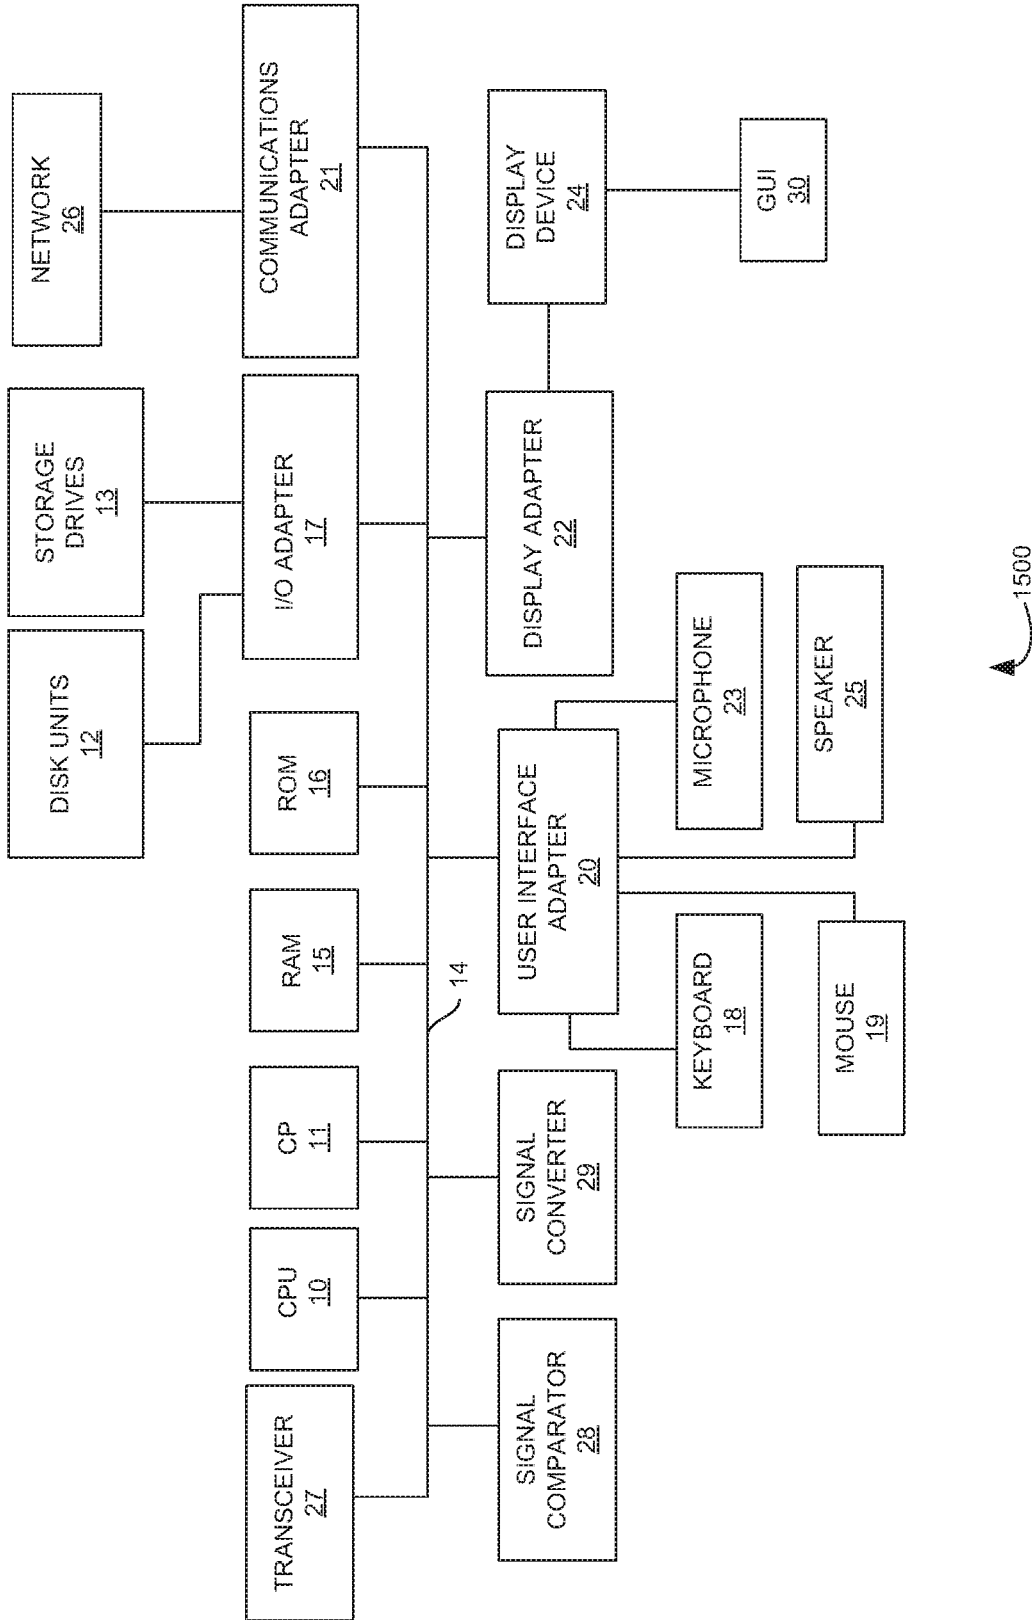 NETWORK
26
STORAGE
DRIVES
13
DISK UNITS
12
COMMUNICATIONS
ADAPTER
21
I/O ADAPTER
17
ROM
16
RAM
15
CP
11
CPU
10
TRANSCEIVER
27
14
DISPLAY
DEVICE
24
GUI
30
DISPLAY ADAPTER
22
USER INTERFACE
ADAPTER
20
SIGNAL
CONVERTER
29
SIGNAL
COMPARATOR
28
MICROPHONE
23
KEYBOARD
18
SPEAKER
25
MOUSE
19
1500